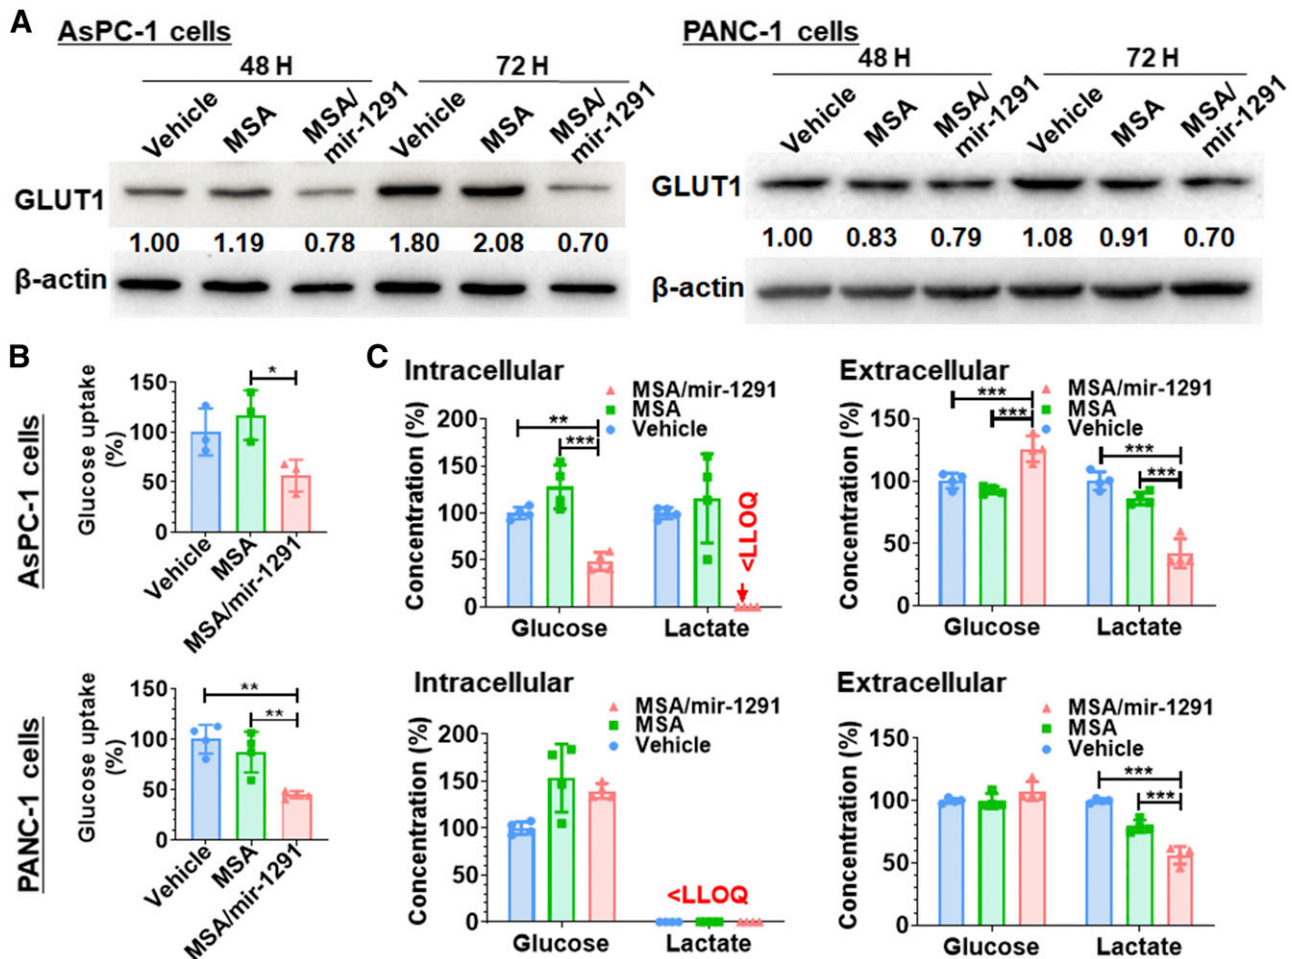 A
AsPC-1 cells
PANC-1 cells
48 H
72 H
48 H
72 H
Vehicle
MSA
MSA/
mir-1291
Vehicle
MSA
MSA/
mir-1291
Vehicle
MSA
MSA/
mir-1291
Vehicle
MSA
MSA/
mir-1291
GLUT1
1.00 1.19 0.78 1.80 2.08 0.70
β-actin
GLUT1
1.00 0.83 0.79 1.08 0.91 0.70
β-actin
B
AsPC-1 cells
Glucose uptake
(%)
150
100
50
0
*
Vehicle
MSA
MSA/mir-1291
PANC-1 cells
Glucose uptake
(%)
150
100
50
0
**
**
Vehicle
MSA
MSA/mir-1291
C
Intracellular
MSA/mir-1291
MSA
Vehicle
Concentration (%)
200
150
100
50
0
**
***
<LLOQ
Glucose
Lactate
Extracellular
MSA/mir-1291
MSA
Vehicle
Concentration (%)
150
100
50
0
***
***
***
***
Glucose
Lactate
Intracellular
MSA/mir-1291
MSA
Vehicle
Concentration (%)
200
150
100
50
0
<LLOQ
Glucose
Lactate
Extracellular
MSA/mir-1291
MSA
Vehicle
Concentration (%)
150
100
50
0
***
***
Glucose
Lactate